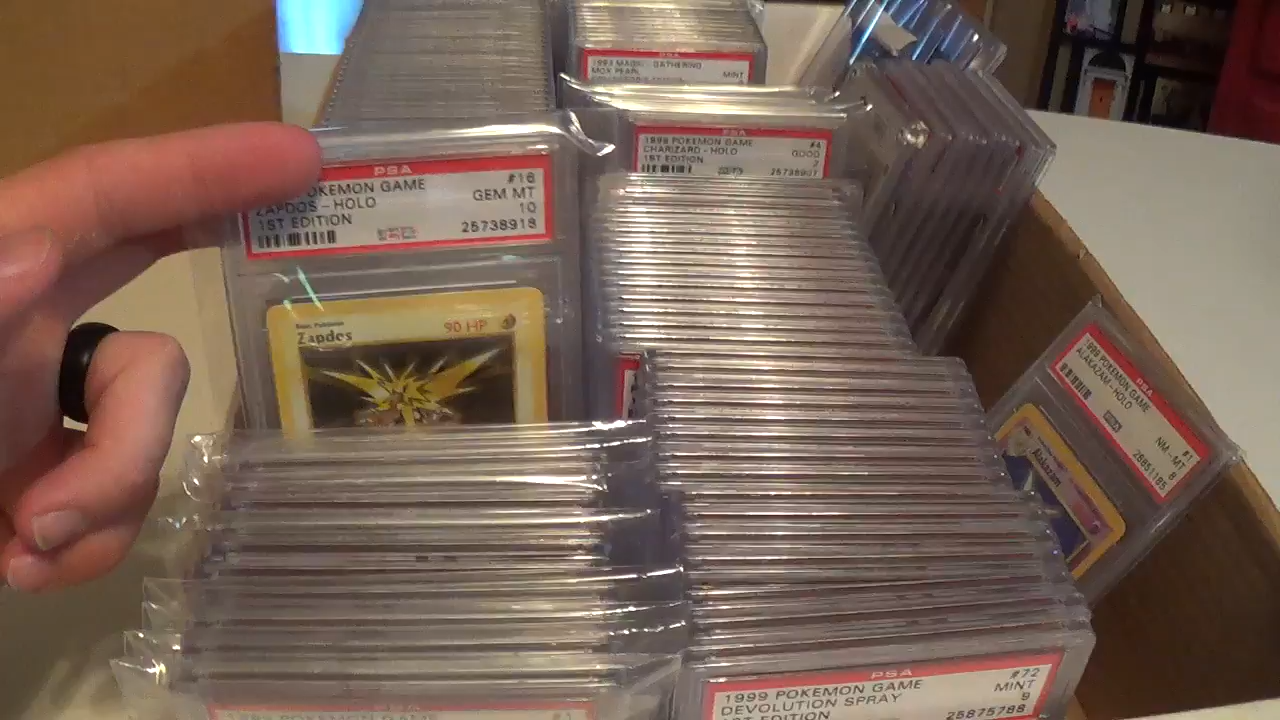 1993 MAGIC GATHERING
MOX PEARL
MINT
PSA
1999 POKEMON GAME #4
CHARIZARD - HOLO GOOD
1ST EDITION 2
PSA
POKEMON GAME #16
ZAPDOS - HOLO GEM MT
1ST EDITION 10
25738918
Zapdos 90 HP
PSA
1999 POKEMON GAME #1
ALAKAZAM - HOLO NM-MT
8
Alakazam
PSA
1999 POKEMON GAME #72
DEVOLUTION SPRAY MINT
1ST EDITION 9
25875788
POKEMON GAME